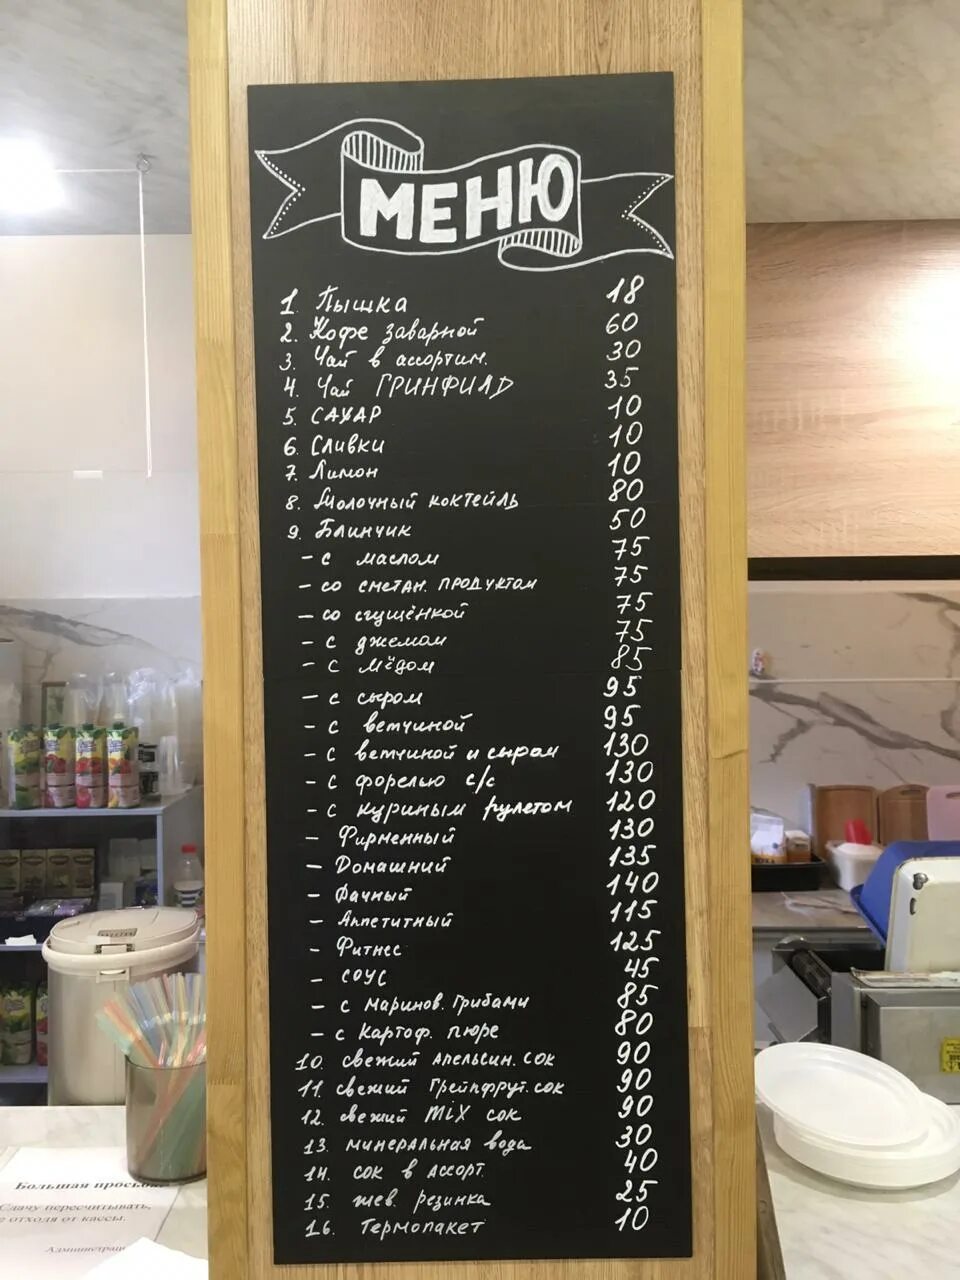 МЕНЮ
1. Пышка 18
2. Кофе заварной 60
3. Чай в ассортим. 30
4. Чай ГРИНФИЛД 35
5. САХАР 10
6. Сливки 10
7. Лимон 10
8. Молочный коктейль 80
9. Блинчик 50
- с маслом 75
- со сметан. продуктом 75
- со сгущёнкой 75
- с джемом 75
- с мёдом 85
- с сыром 95
- с ветчиной 95
- с ветчиной и сыром 130
- с форелью с/с 130
- с куриным рулетом 120
- Фирменный 130
- Домашний 135
- Дачный 140
- Аппетитный 115
- Фитнес 125
- соус 45
- с маринов. грибами 85
- с картоф. пюре 80
10. свежий апельсин. сок 90
11. свежий Грейпфрут. сок 90
12. свежий MiX сок 90
13. минеральная вода 30
14. сок в ассорт. 40
15. жев. резинка 25
16. Термопакет 10
Большая просьба
Сдачу пересчитывать,
не отходя от кассы.